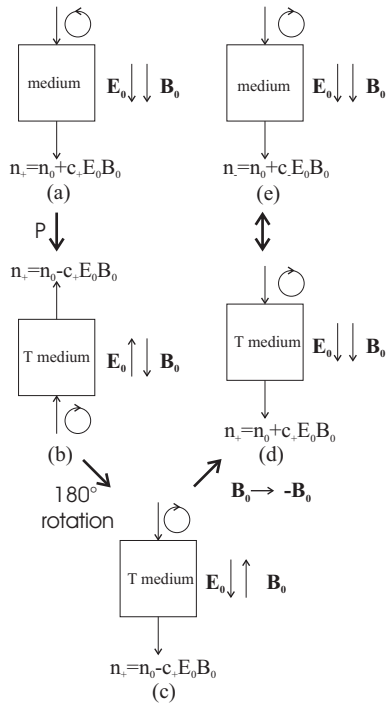 medium E₀ B₀
n₊=n₀+c₊E₀B₀
(a)
medium E₀ B₀
n₋=n₀+c₋E₀B₀
(e)
P
n₊=n₀-c₊E₀B₀
T medium E₀ B₀
(b)
T medium E₀ B₀
n₊=n₀+c₊E₀B₀
(d)
180°
rotation
B₀→ -B₀
T medium E₀ B₀
n₊=n₀-c₊E₀B₀
(c)